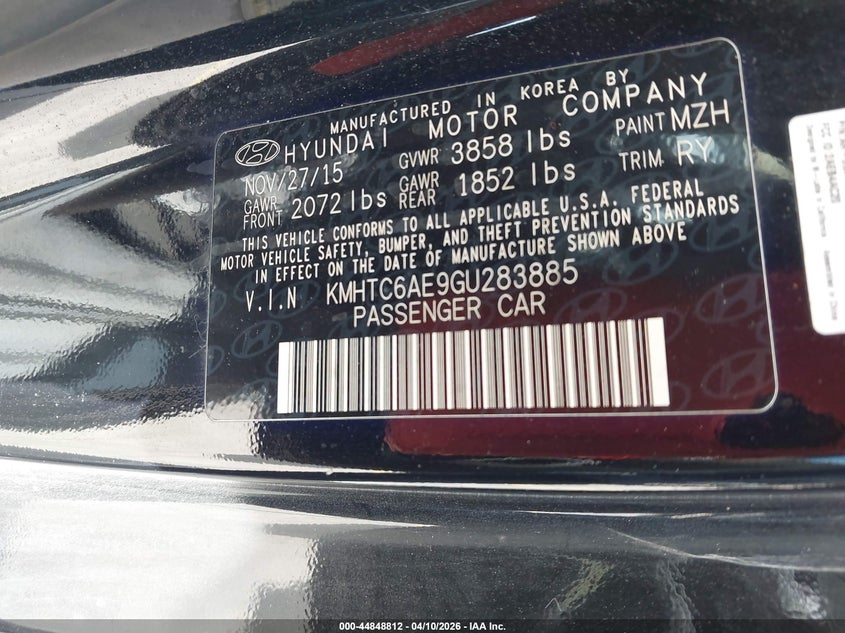 MANUFACTURED IN KOREA BY
HYUNDAI MOTOR COMPANY
NOV/27/15 GVWR 3858 lbs PAINT MZH
GAWR FRONT 2072 lbs GAWR REAR 1852 lbs TRIM RY
THIS VEHICLE CONFORMS TO ALL APPLICABLE U.S.A. FEDERAL
MOTOR VEHICLE SAFETY, BUMPER, AND THEFT PREVENTION STANDARDS
IN EFFECT ON THE DATE OF MANUFACTURE SHOWN ABOVE
V.I.N KMHTC6AE9GU283885
PASSENGER CAR
000-44848812 - 04/10/2026 - IAA Inc.